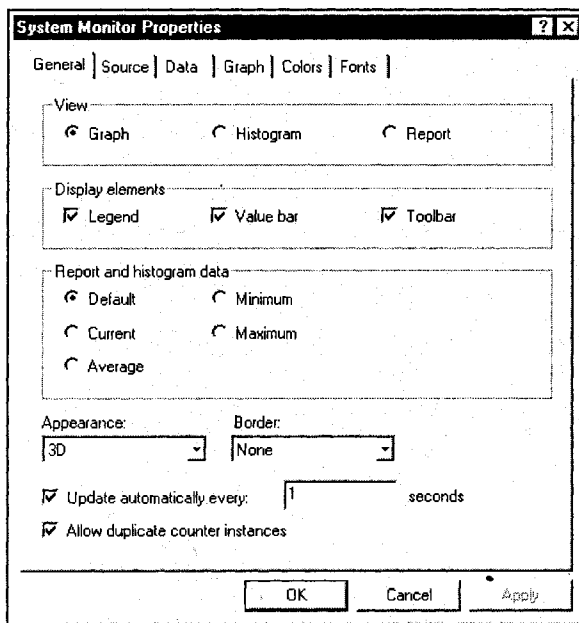 System Monitor Properties ? X
General Source Data Graph Colors Fonts
View
Graph Histogram Report
Display elements
Legend Value bar Toolbar
Report and histogram data
Default Minimum
Current Maximum
Average
Appearance: Border:
3D None
Update automatically every: 1 seconds
Allow duplicate counter instances
OK Cancel Apply